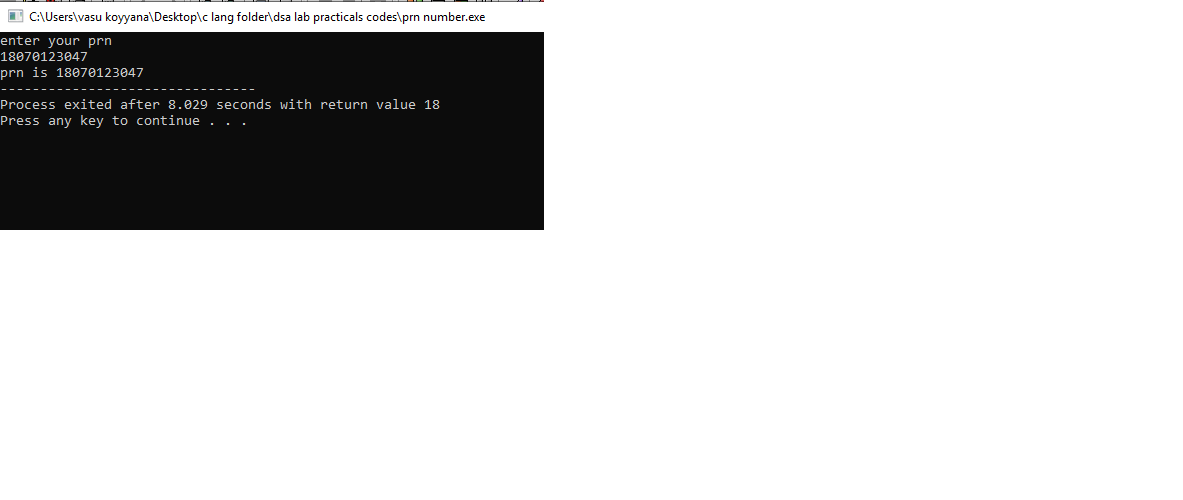 C:\Users\vasu koyyana\Desktop\c lang folder\dsa lab practicals codes\prn number.exe
enter your prn
18070123047
prn is 18070123047
--------------------------------
Process exited after 8.029 seconds with return value 18
Press any key to continue . . .